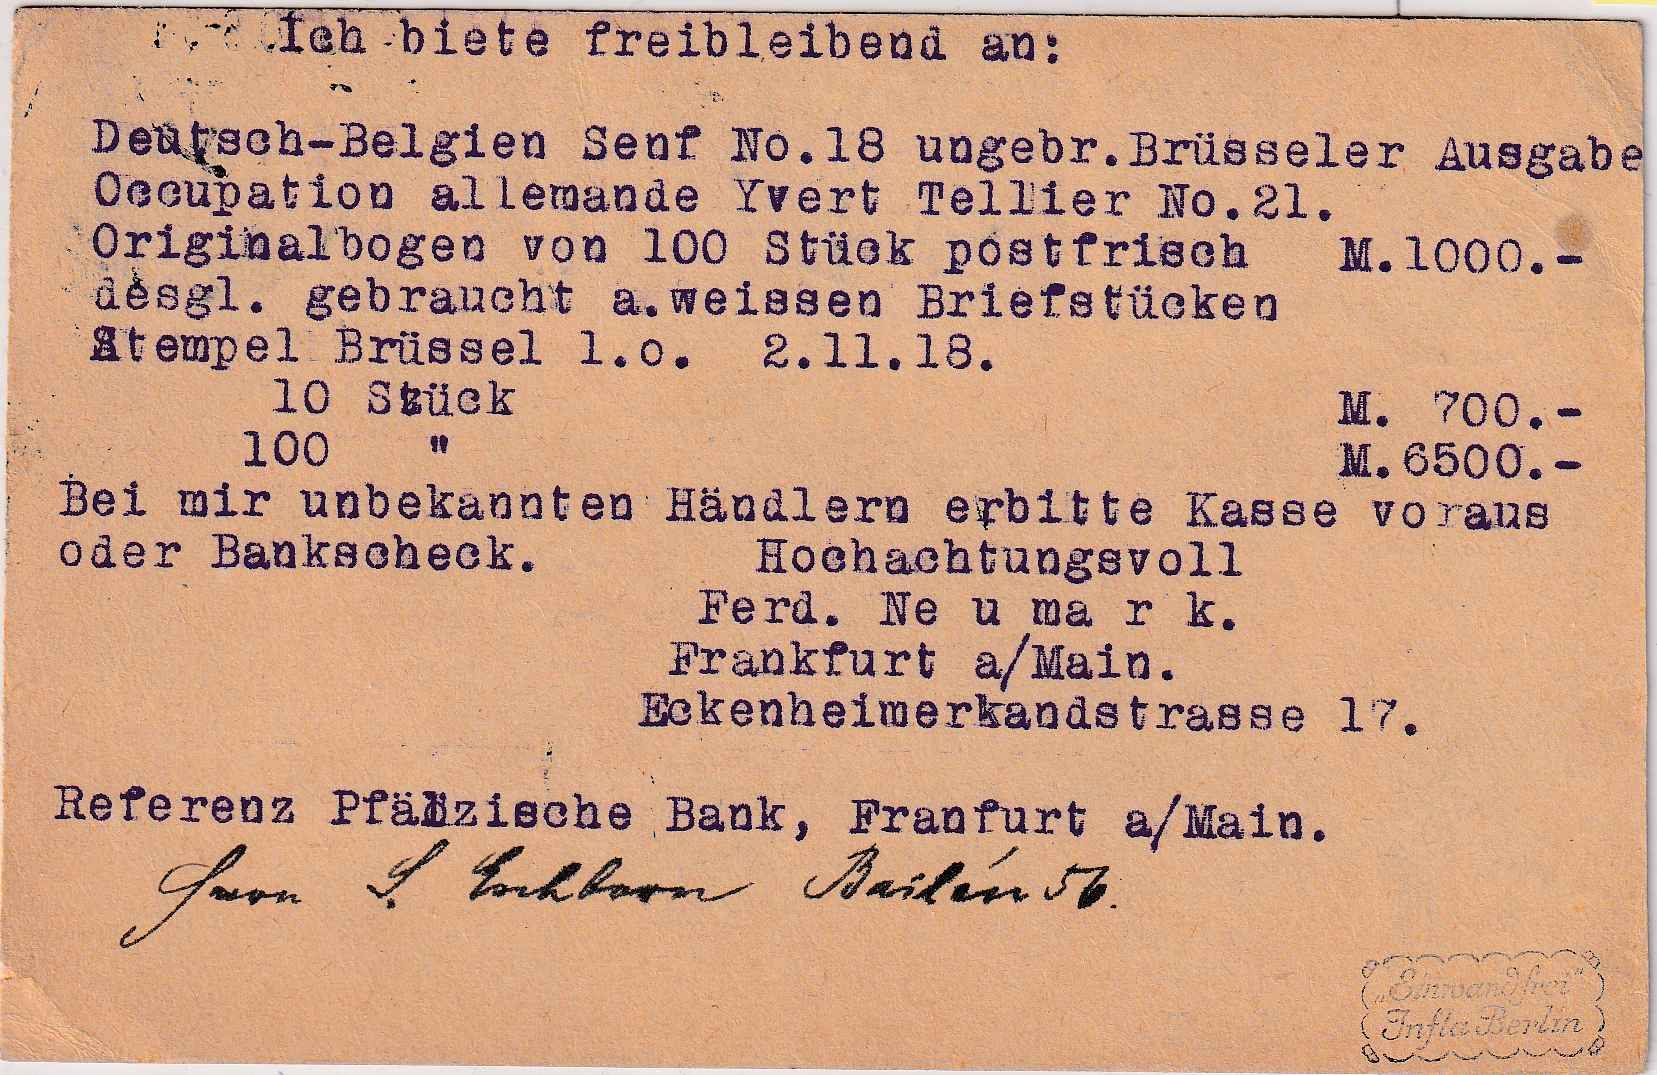 Ich biete freibleibend an:
Deutsch-Belgien Senf No.18 ungebr.Brüsseler Ausgabe
Occupation allemande Yvert Tellier No.21.
Originalbogen von 100 Stück postfrisch M.1000.-
desgl. gebraucht a.weissen Briefstücken
Stempel Brüssel l.o. 2.11.18.
10 Stück M. 700.-
100 " M.6500.-
Bei mir unbekannten Händlern erbitte Kasse voraus
oder Bankscheck. Hochachtungsvoll
Ferd. Ne u ma r k.
Frankfurt a/Main.
Eckenheimerkandstrasse 17.
Referenz Pfälzische Bank, Franfurt a/Main.
Herrn S. Eschborn Bailén 56.
"Einwandfrei"
Infla Berlin